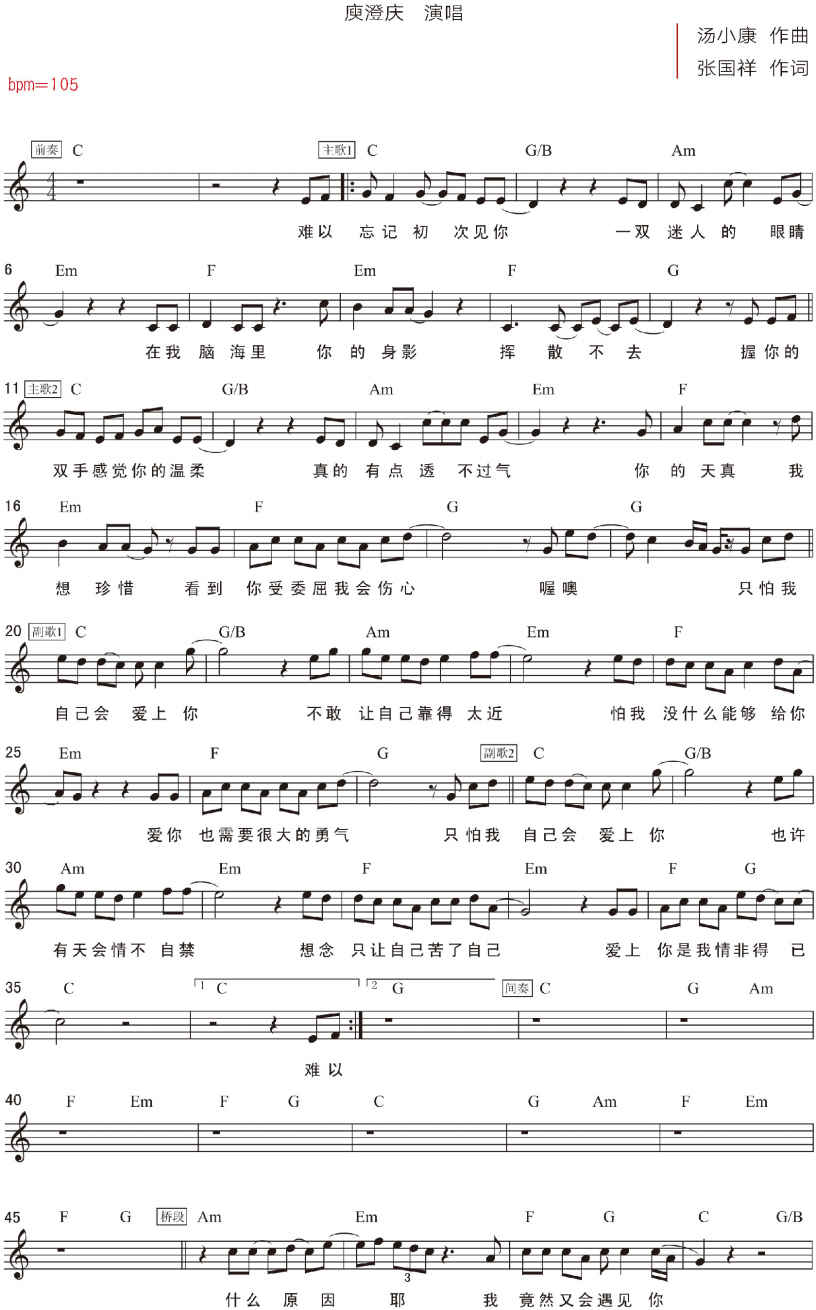 庾澄庆 演唱
汤小康 作曲
张国祥 作词
bpm=105
前奏 C 主歌1 C G/B Am
4
4
难以 忘记 初 次见你 一双 迷人 的 眼睛
6 Em F Em F G
在我 脑 海里 你 的 身影 挥 散 不 去 握你的
11 主歌2 C G/B Am Em F
双手感觉你的温柔 真的 有点 透 不过气 你 的 天真 我
16 Em F G G
想 珍惜 看到 你受委屈我会伤心 喔噢 只怕我
20 副歌1 C G/B Am Em F
自己会 爱上 你 不敢 让自己靠得 太近 怕我 没什么能够 给你
25 Em F G 副歌2 C G/B
爱你 也需要很大的勇气 只怕我 自己会 爱上 你 也许
30 Am Em F Em F G
有天会情不 自禁 想念 只让自己苦了自己 爱上 你是我情非得 已
35 C 1 C 2 G 间奏 C G Am
难以
40 F Em F G C G Am F Em
45 F G 桥段 Am Em F G C G/B
3
什么 原 因 耶 我 竟然又会遇见 你